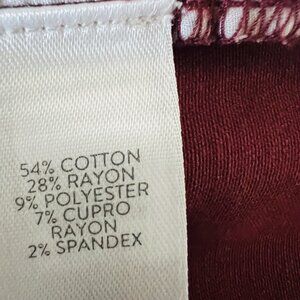 54% COTTON
28% RAYON
9% POLYESTER
7% CUPRO
RAYON
2% SPANDEX